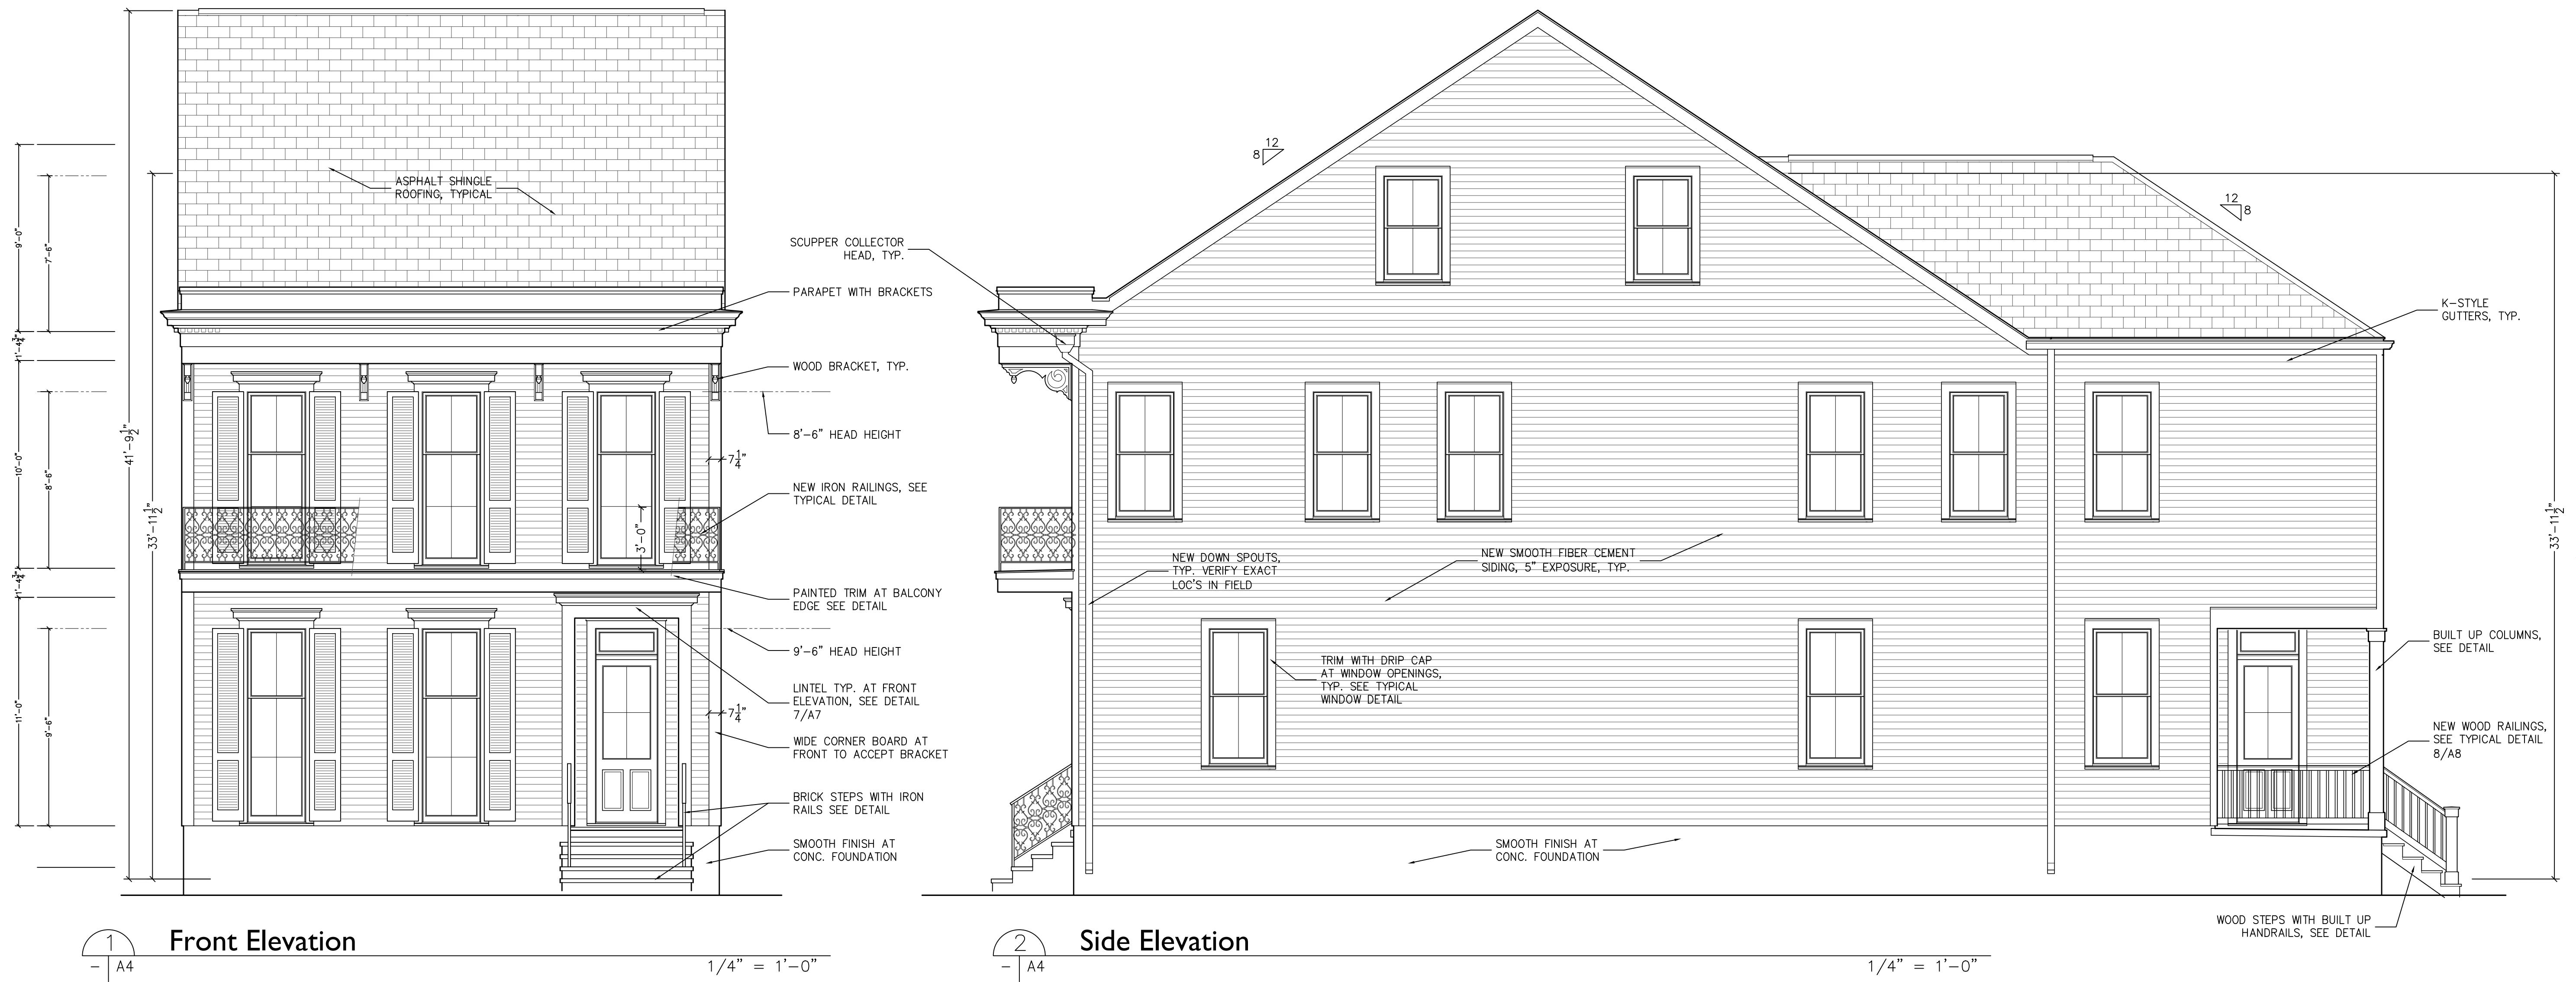 ASPHALT SHINGLE
ROOFING, TYPICAL
9'-0"
7'-6"
1'-4 3/4"
10'-0"
8'-6"
1'-4 3/4"
11'-0"
9'-6"
41'-9 1/2"
33'-11 1/2"
3'-0"
7 1/4"
7 1/4"
SCUPPER COLLECTOR
HEAD, TYP.
PARAPET WITH BRACKETS
WOOD BRACKET, TYP.
8'-6" HEAD HEIGHT
NEW IRON RAILINGS, SEE
TYPICAL DETAIL
PAINTED TRIM AT BALCONY
EDGE SEE DETAIL
9'-6" HEAD HEIGHT
LINTEL TYP. AT FRONT
ELEVATION, SEE DETAIL
7/A7
WIDE CORNER BOARD AT
FRONT TO ACCEPT BRACKET
BRICK STEPS WITH IRON
RAILS SEE DETAIL
SMOOTH FINISH AT
CONC. FOUNDATION
1
Front Elevation
– A4
1/4" = 1'-0"
12
8
12
8
K-STYLE
GUTTERS, TYP.
33'-11 1/2"
NEW DOWN SPOUTS,
TYP. VERIFY EXACT
LOC'S IN FIELD
NEW SMOOTH FIBER CEMENT
SIDING, 5" EXPOSURE, TYP.
TRIM WITH DRIP CAP
AT WINDOW OPENINGS,
TYP. SEE TYPICAL
WINDOW DETAIL
BUILT UP COLUMNS,
SEE DETAIL
NEW WOOD RAILINGS,
SEE TYPICAL DETAIL
8/A8
SMOOTH FINISH AT
CONC. FOUNDATION
WOOD STEPS WITH BUILT UP
HANDRAILS, SEE DETAIL
2
Side Elevation
– A4
1/4" = 1'-0"